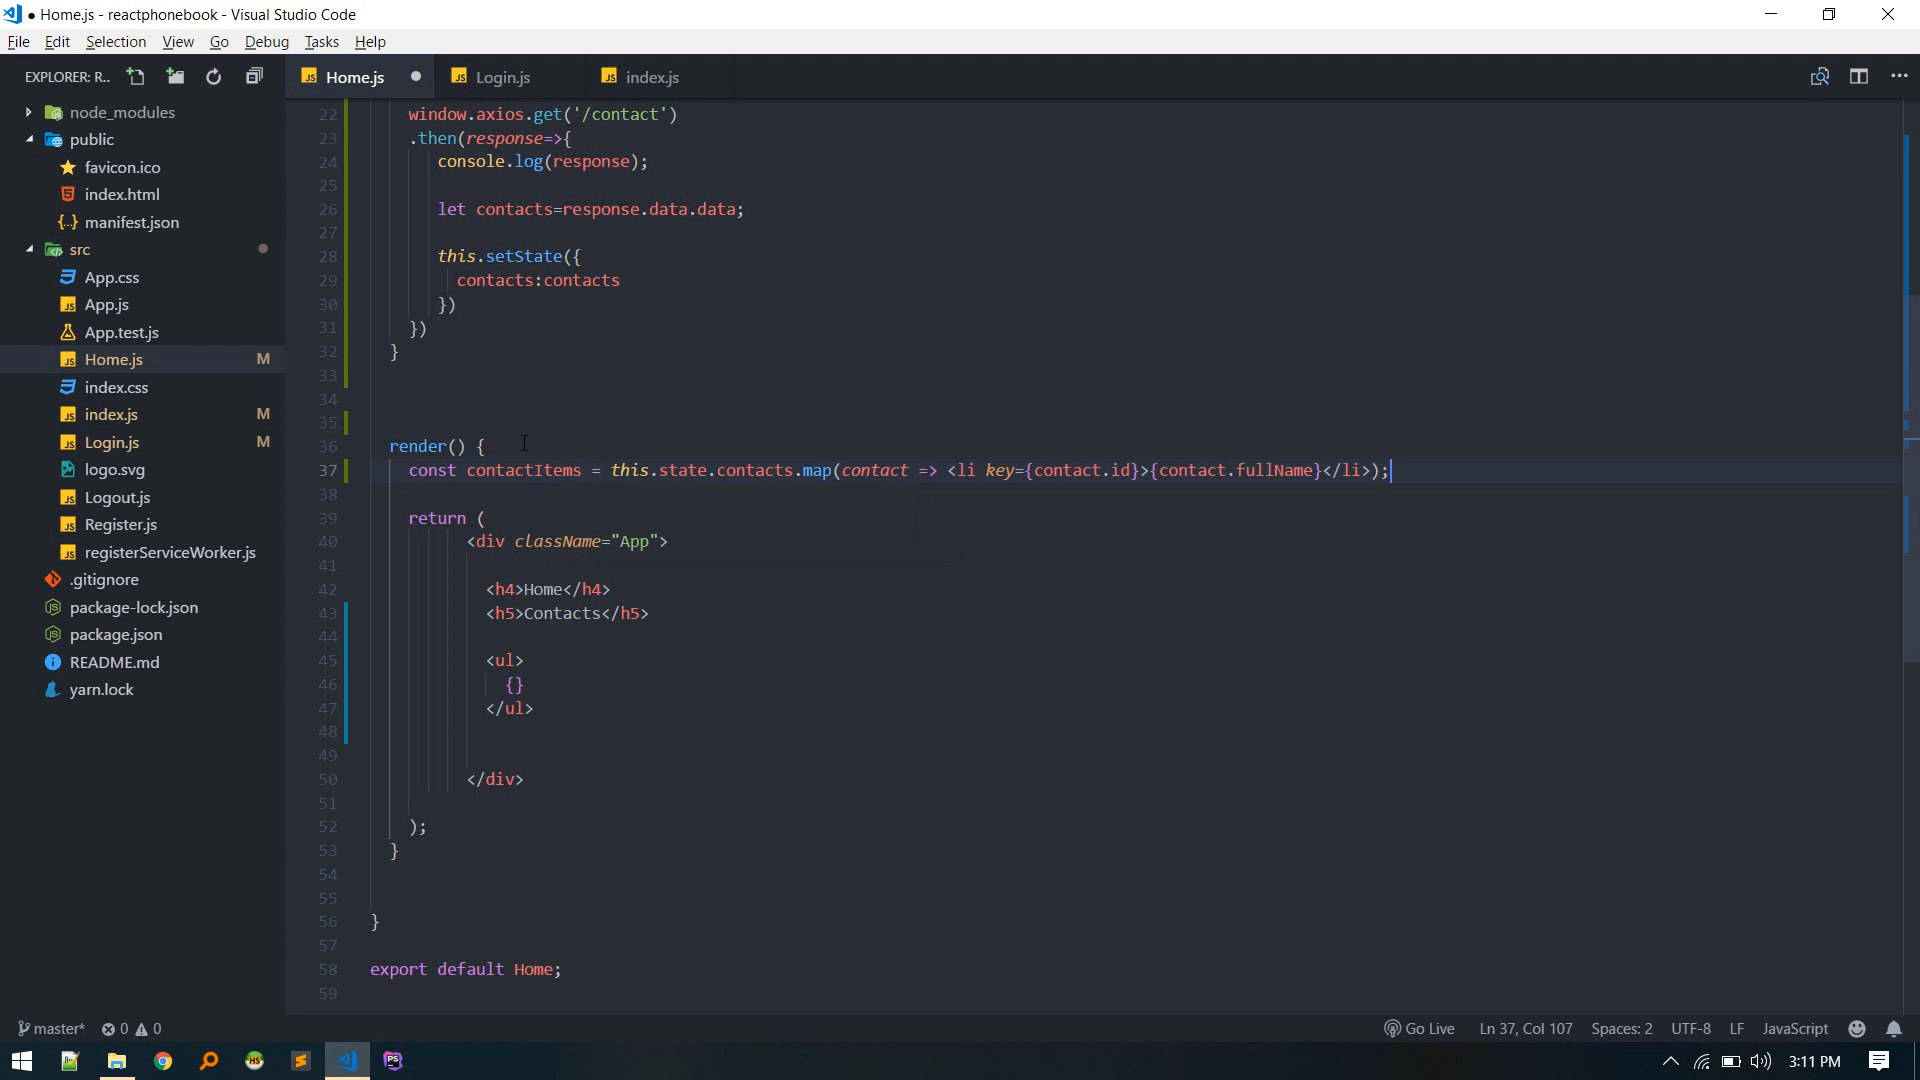 Home.js - reactphonebook - Visual Studio Code
File Edit Selection View Go Debug Tasks Help
EXPLORER: R..
node_modules
public
favicon.ico
index.html
manifest.json
src
App.css
App.js
App.test.js
Home.js M
index.css
index.js M
Login.js M
logo.svg
Logout.js
Register.js
registerServiceWorker.js
.gitignore
package-lock.json
package.json
README.md
yarn.lock
Home.js Login.js index.js
22 window.axios.get('/contact')
23 .then(response=>{
24 console.log(response);
25
26 let contacts=response.data.data;
27
28 this.setState({
29 contacts:contacts
30 })
31 })
32 }
33
34
35
36 render() {
37 const contactItems = this.state.contacts.map(contact => <li key={contact.id}>{contact.fullName}</li>);
38
39 return (
40 <div className="App">
41
42 <h4>Home</h4>
43 <h5>Contacts</h5>
44
45 <ul>
46 {}
47 </ul>
48
49
50 </div>
51
52 );
53 }
54
55
56 }
57
58 export default Home;
59
master* 0 0 Go Live Ln 37, Col 107 Spaces: 2 UTF-8 LF JavaScript
3:11 PM